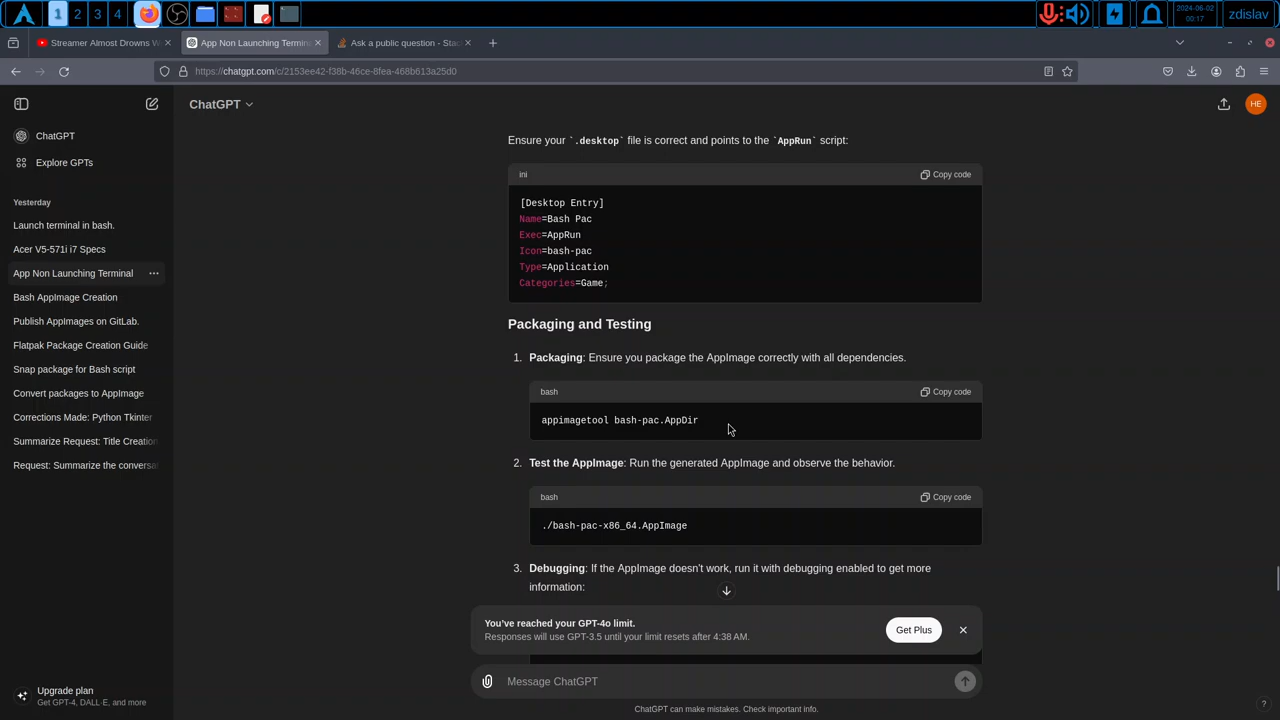 1 2 3 4
2024-06-02
00:17
zdislav
Streamer Almost Drowns W
App Non Launching Termin
Ask a public question - Stac
https://chatgpt.com/c/2153ee42-f38b-46ce-8fea-468b613a25d0
ChatGPT
HE
ChatGPT
Explore GPTs
Yesterday
Launch terminal in bash.
Acer V5-571i i7 Specs
App Non Launching Terminal
Bash AppImage Creation
Publish AppImages on GitLab.
Flatpak Package Creation Guide
Snap package for Bash script
Convert packages to AppImage
Corrections Made: Python Tkinter
Summarize Request: Title Creation
Request: Summarize the conversa
Upgrade plan
Get GPT-4, DALL·E, and more
Ensure your `.desktop` file is correct and points to the `AppRun` script:
ini
Copy code
[Desktop Entry]
Name=Bash Pac
Exec=AppRun
Icon=bash-pac
Type=Application
Categories=Game;
Packaging and Testing
1. Packaging: Ensure you package the AppImage correctly with all dependencies.
bash
Copy code
appimagetool bash-pac.AppDir
2. Test the AppImage: Run the generated AppImage and observe the behavior.
bash
Copy code
./bash-pac-x86_64.AppImage
3. Debugging: If the AppImage doesn't work, run it with debugging enabled to get more
information:
You've reached your GPT-4o limit.
Responses will use GPT-3.5 until your limit resets after 4:38 AM.
Get Plus
Message ChatGPT
ChatGPT can make mistakes. Check important info.
?